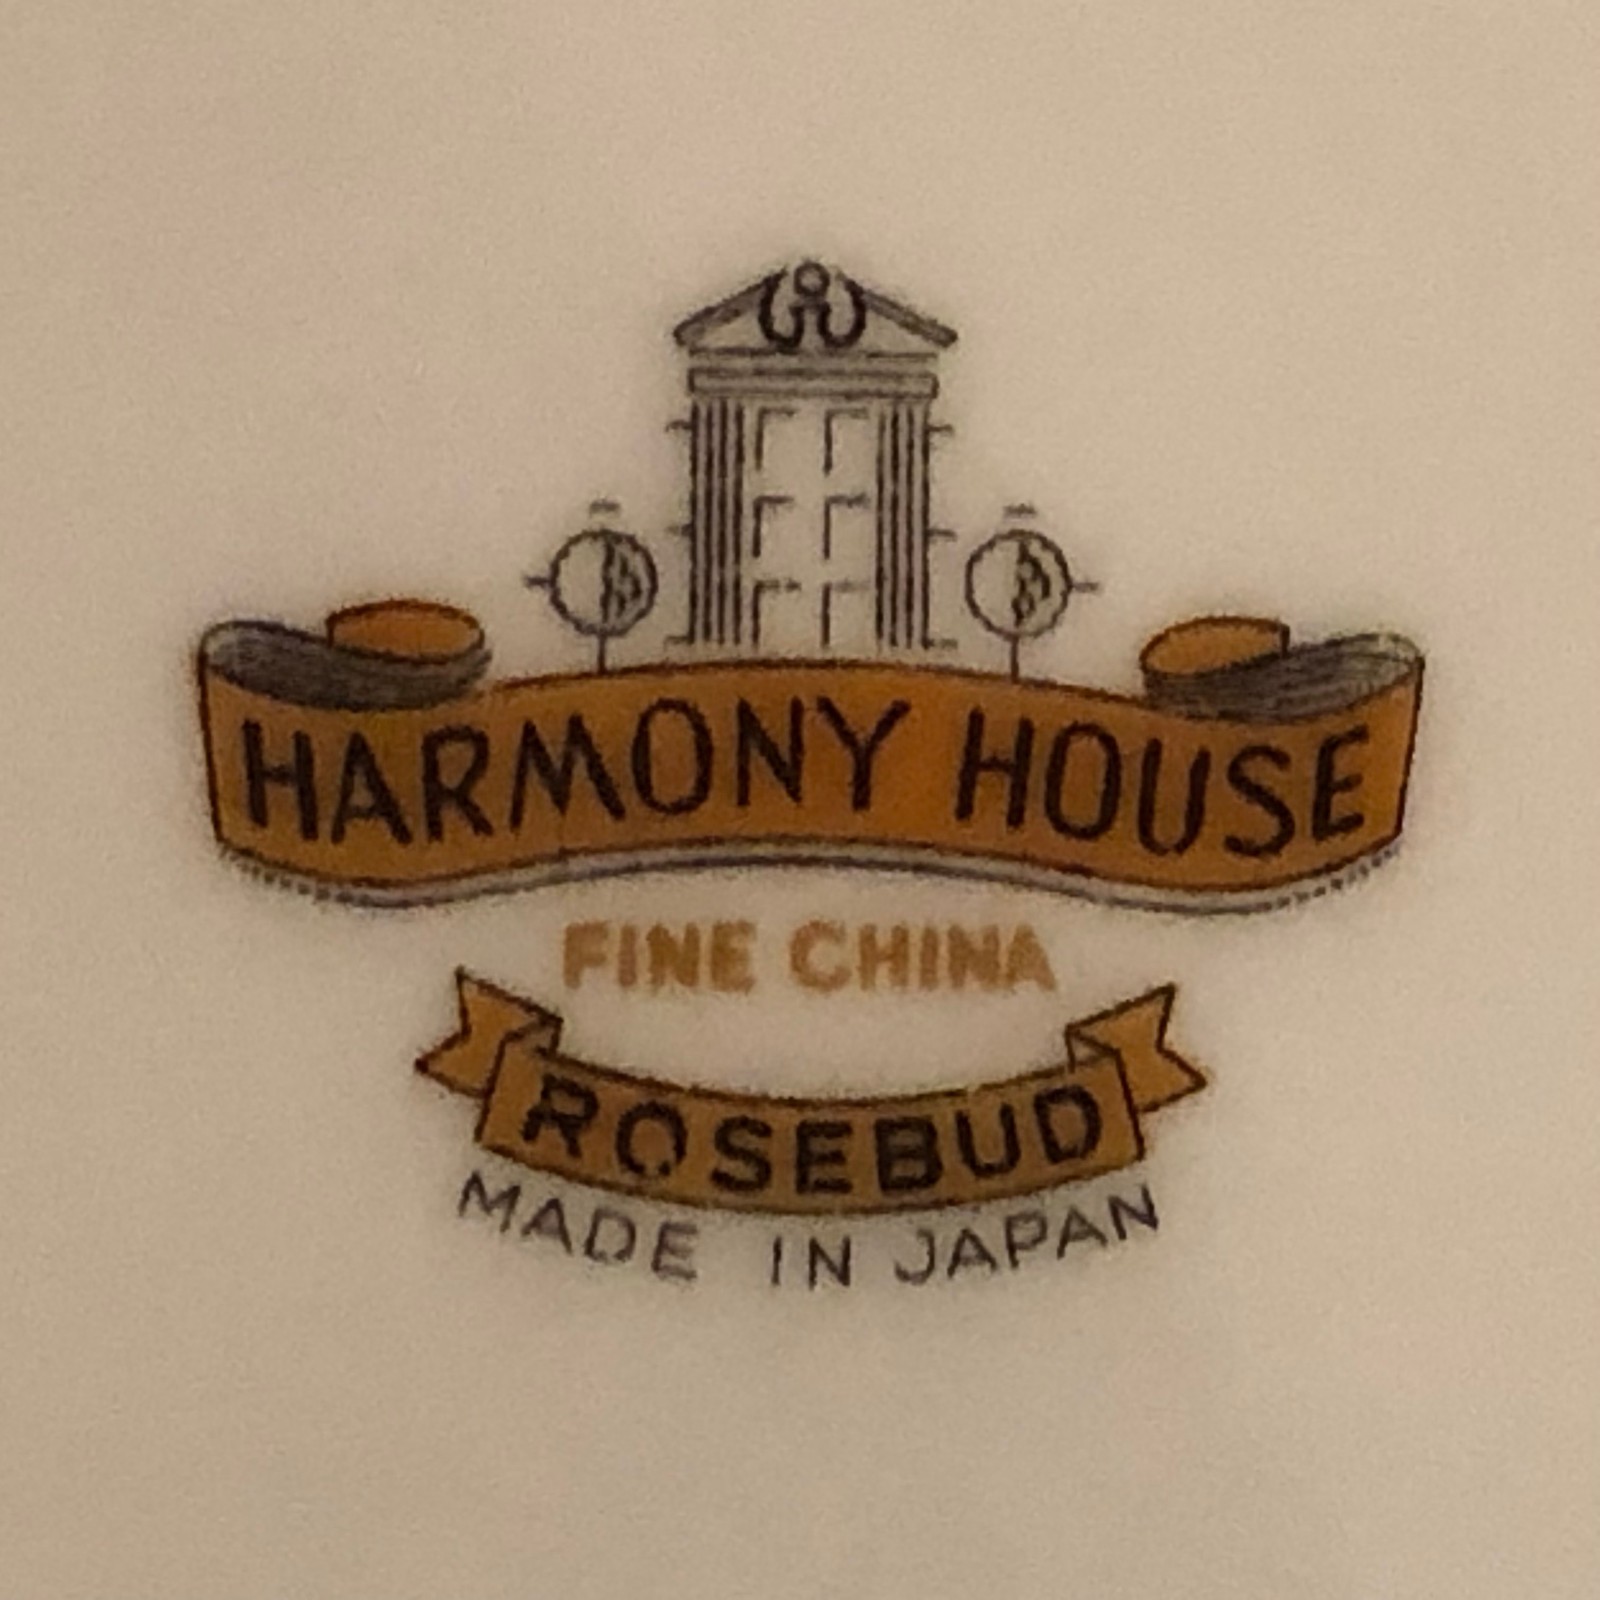 HARMONY HOUSE
FINE CHINA
ROSEBUD
MADE IN JAPAN